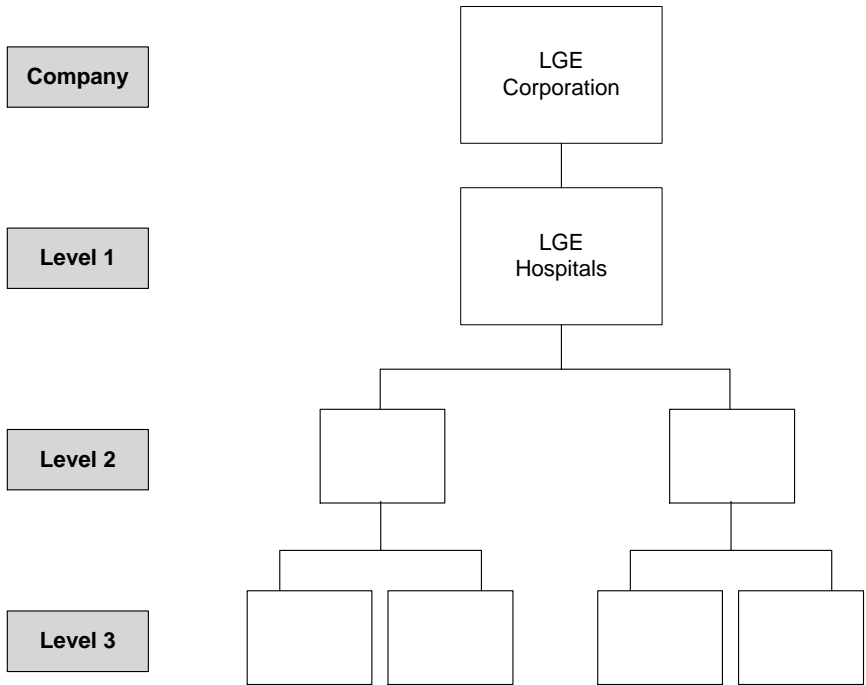 Company
LGE
Corporation
Level 1
LGE
Hospitals
Level 2
Level 3